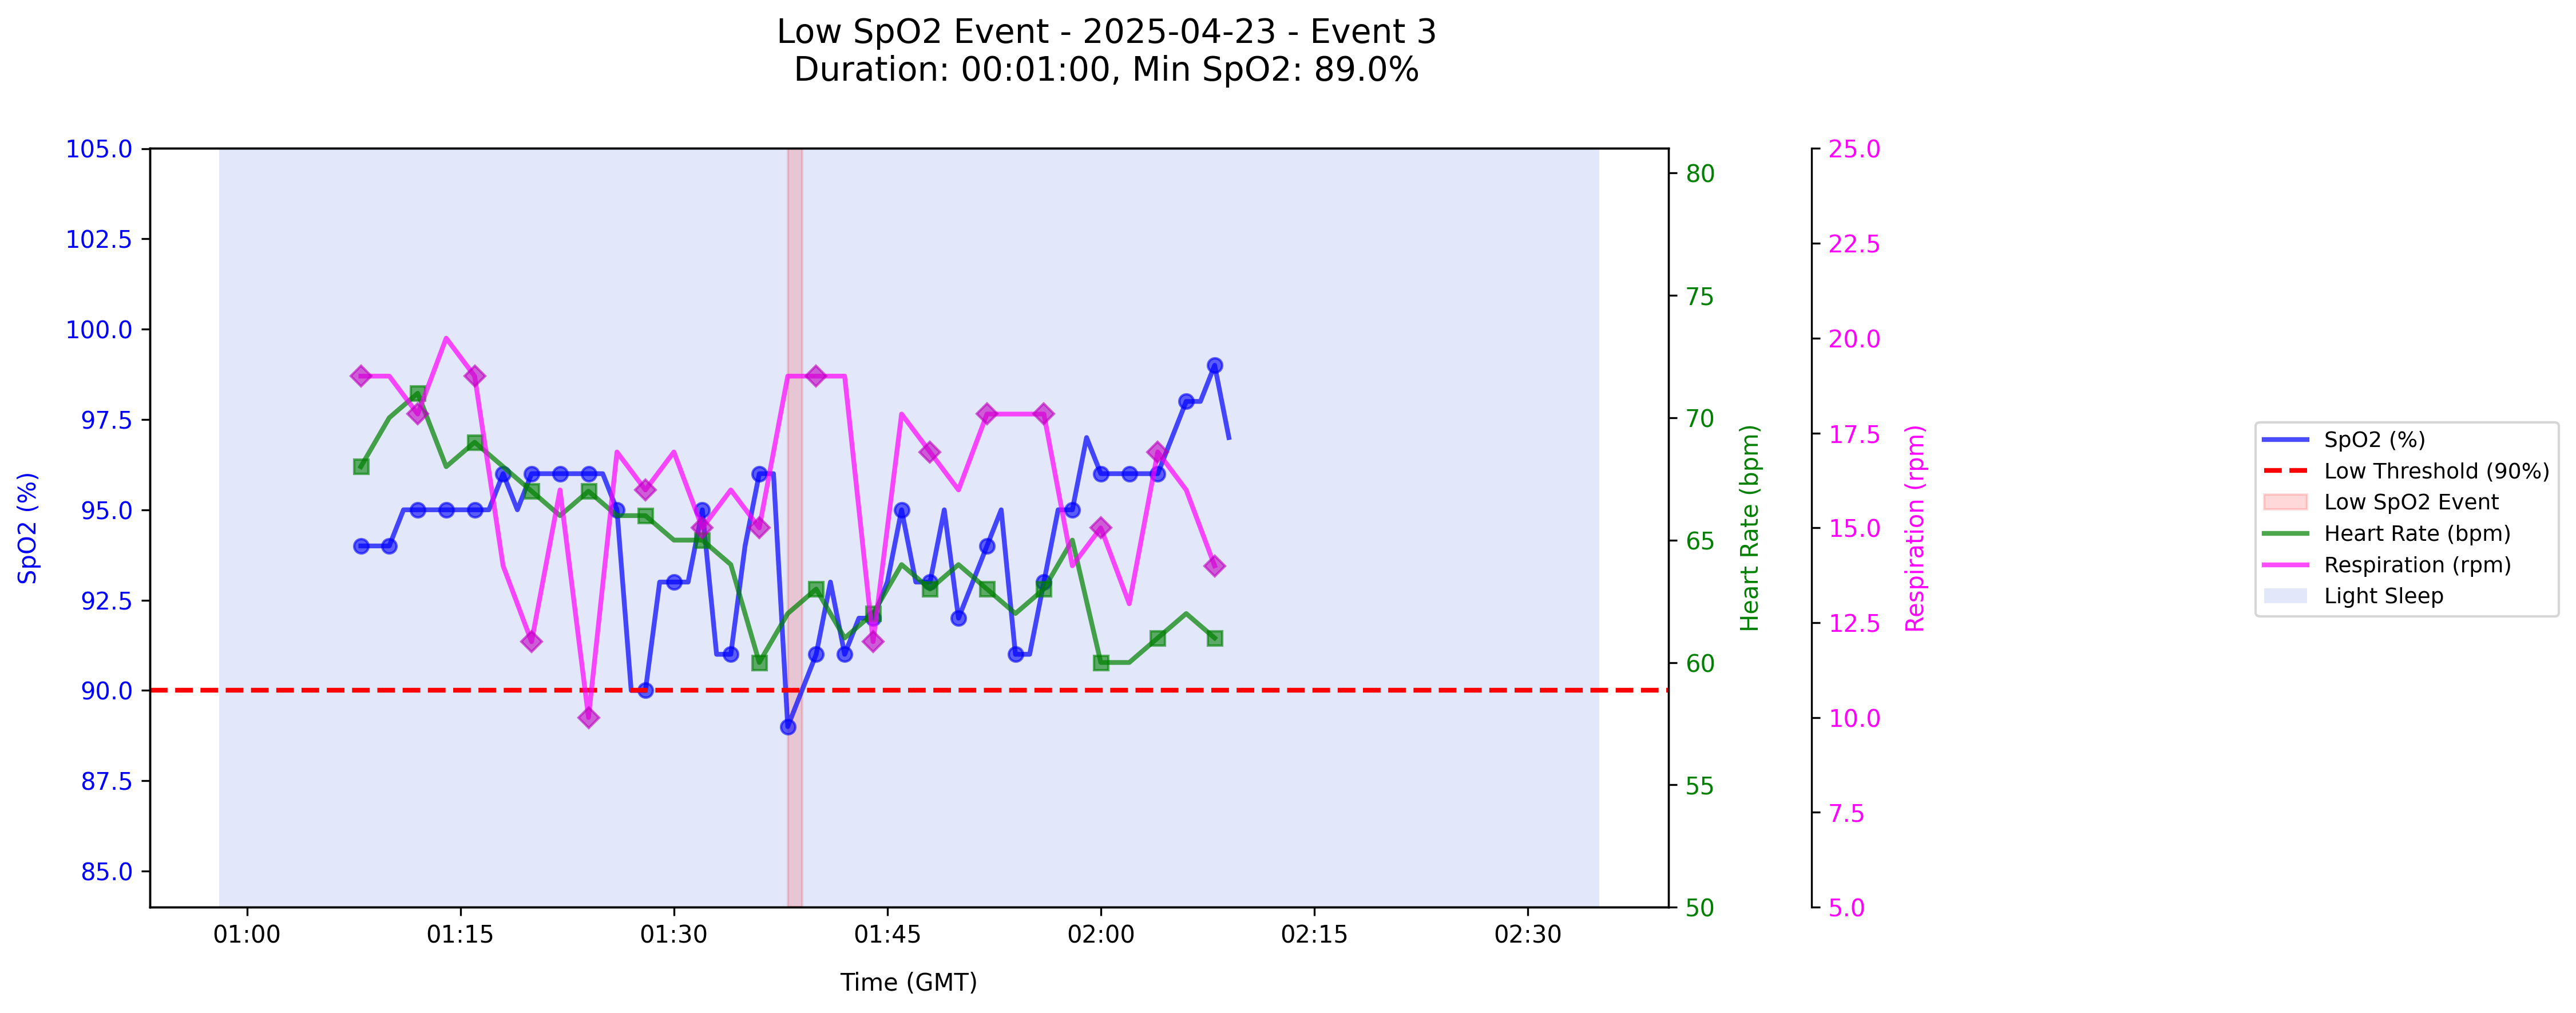 Low SpO2 Event - 2025-04-23 - Event 3
Duration: 00:01:00, Min SpO2: 89.0%
105.0
102.5
100.0
97.5
95.0
92.5
90.0
87.5
85.0
SpO2 (%)
80
75
70
65
60
55
50
Heart Rate (bpm)
25.0
22.5
20.0
17.5
15.0
12.5
10.0
7.5
5.0
Respiration (rpm)
SpO2 (%)
Low Threshold (90%)
Low SpO2 Event
Heart Rate (bpm)
Respiration (rpm)
Light Sleep
01:00 01:15 01:30 01:45 02:00 02:15 02:30
Time (GMT)